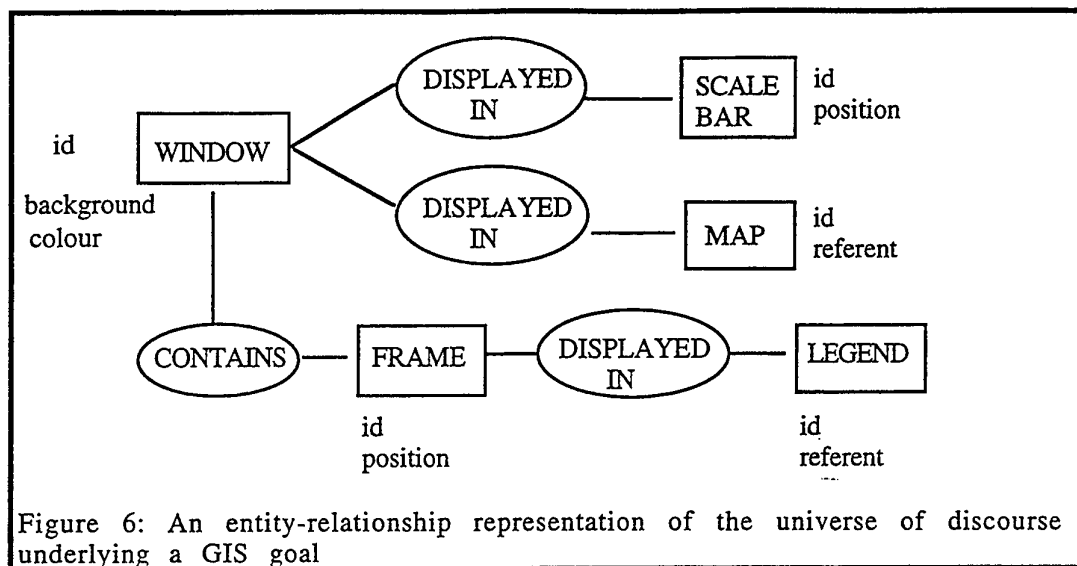 DISPLAYED
IN
SCALE
BAR
id
position
id
WINDOW
background
colour
DISPLAYED
IN
MAP
id
referent
CONTAINS
FRAME
DISPLAYED
IN
LEGEND
id
position
id
referent
Figure 6: An entity-relationship representation of the universe of discourse
underlying a GIS goal